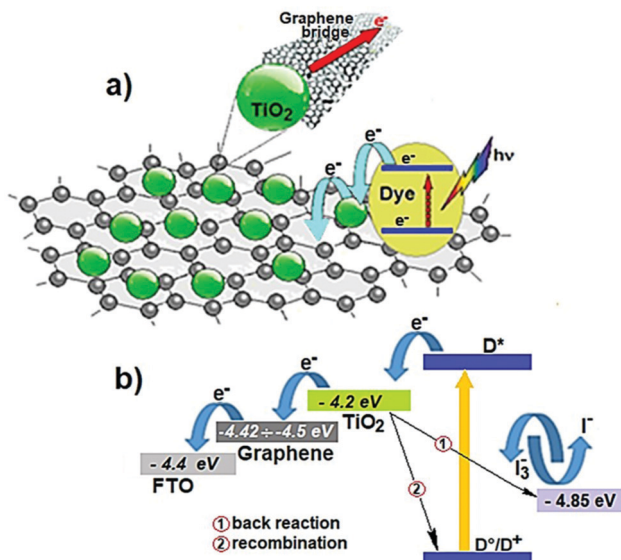 Graphene
bridge
e-
a)
TiO2
e-
e-
e-
hν
Dye
e-
b)
e-
D*
e-
e-
- 4.2 eV
TiO2
-4.42÷-4.5 eV
Graphene
- 4.4 eV
FTO
1
2
I3-
I-
- 4.85 eV
1 back reaction
2 recombination
D°/D+